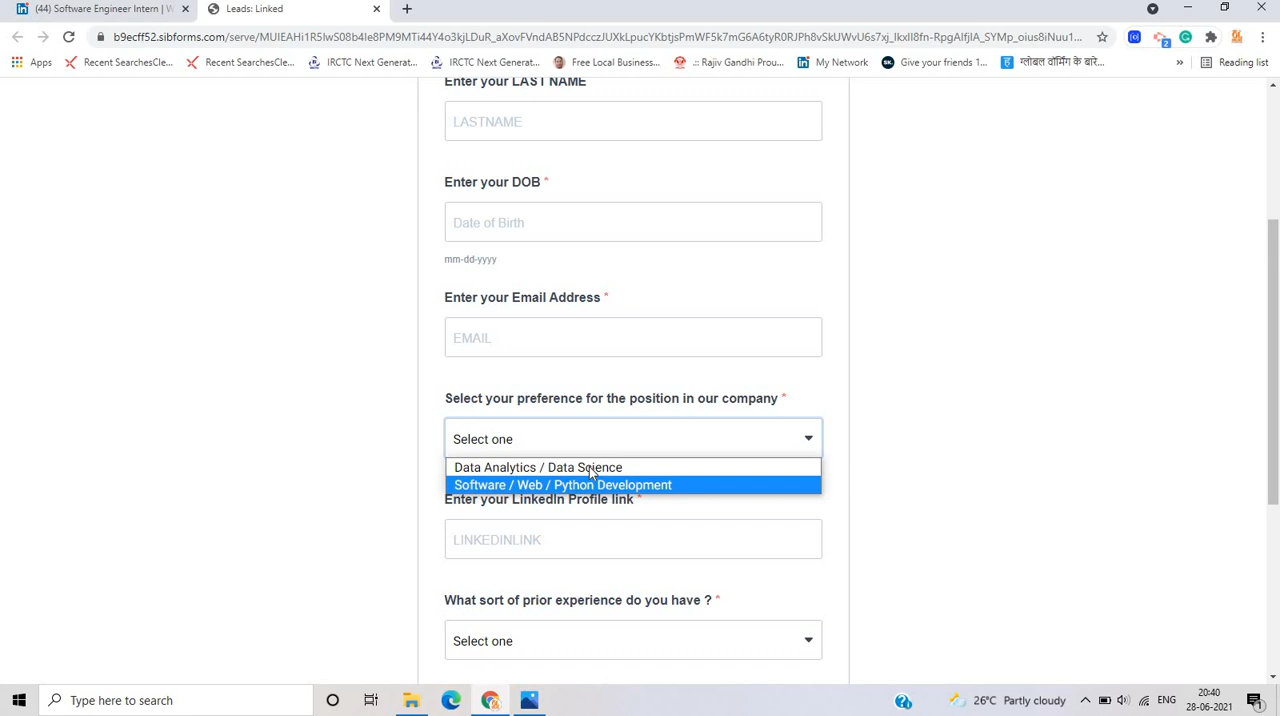 (44) Software Engineer Intern | W
Leads: Linked
b9ecff52.sibforms.com/serve/
Apps
Recent SearchesCle...
Recent SearchesCle...
IRCTC Next Generat...
IRCTC Next Generat...
Free Local Business...
.:: Rajiv Gandhi Prou...
My Network
Give your friends 1...
ग्लोबल वॉर्मिंग के बारे...
»
Reading list
Enter your LAST NAME
LASTNAME
Enter your DOB *
Date of Birth
mm-dd-yyyy
Enter your Email Address *
EMAIL
Select your preference for the position in our company *
Select one
Data Analytics / Data Science
Software / Web / Python Development
Enter your LinkedIn Profile link *
LINKEDINLINK
What sort of prior experience do you have ? *
Select one
Type here to search
26°C Partly cloudy
ENG
20:40
28-06-2021